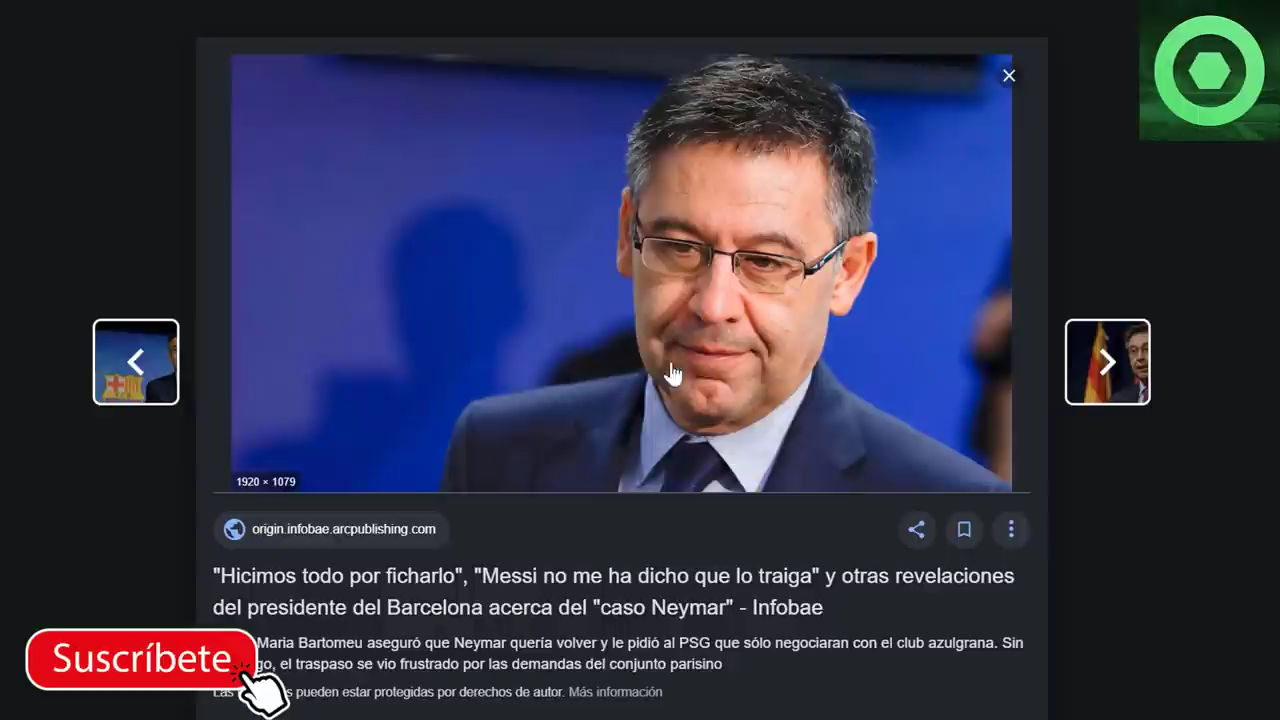 1920 × 1079
origin.infobae.arcpublishing.com
"Hicimos todo por ficharlo", "Messi no me ha dicho que lo traiga" y otras revelaciones
del presidente del Barcelona acerca del "caso Neymar" - Infobae
Maria Bartomeu aseguró que Neymar quería volver y le pidió al PSG que sólo negociaran con el club azulgrana. Sin
go, el traspaso se vio frustrado por las demandas del conjunto parisino
Suscríbete
Las s pueden estar protegidas por derechos de autor. Más información